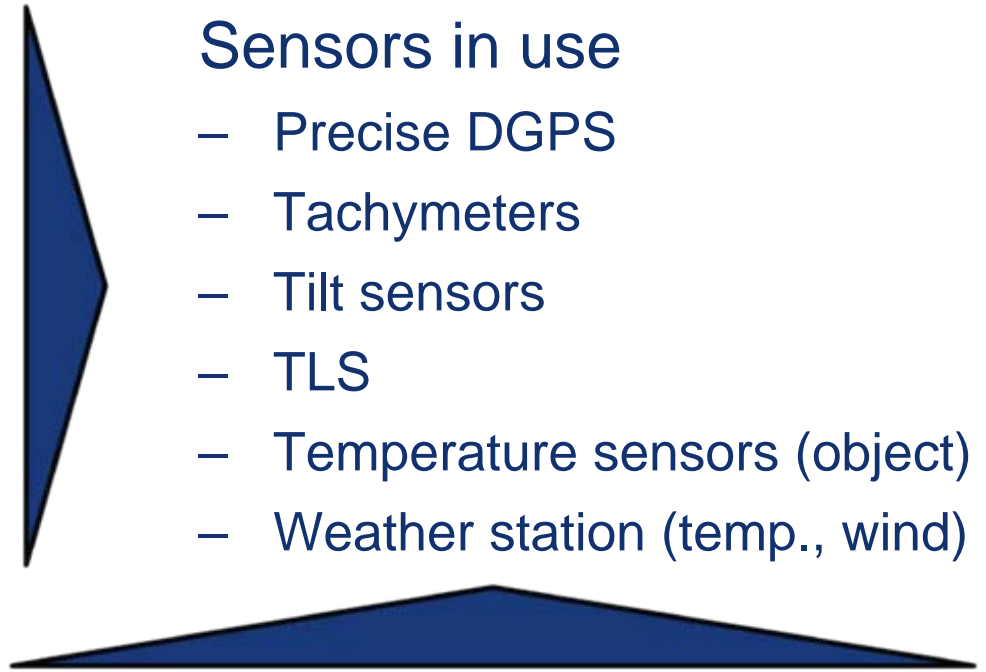 Sensors in use
– Precise DGPS
– Tachymeters
– Tilt sensors
– TLS
– Temperature sensors (object)
– Weather station (temp., wind)